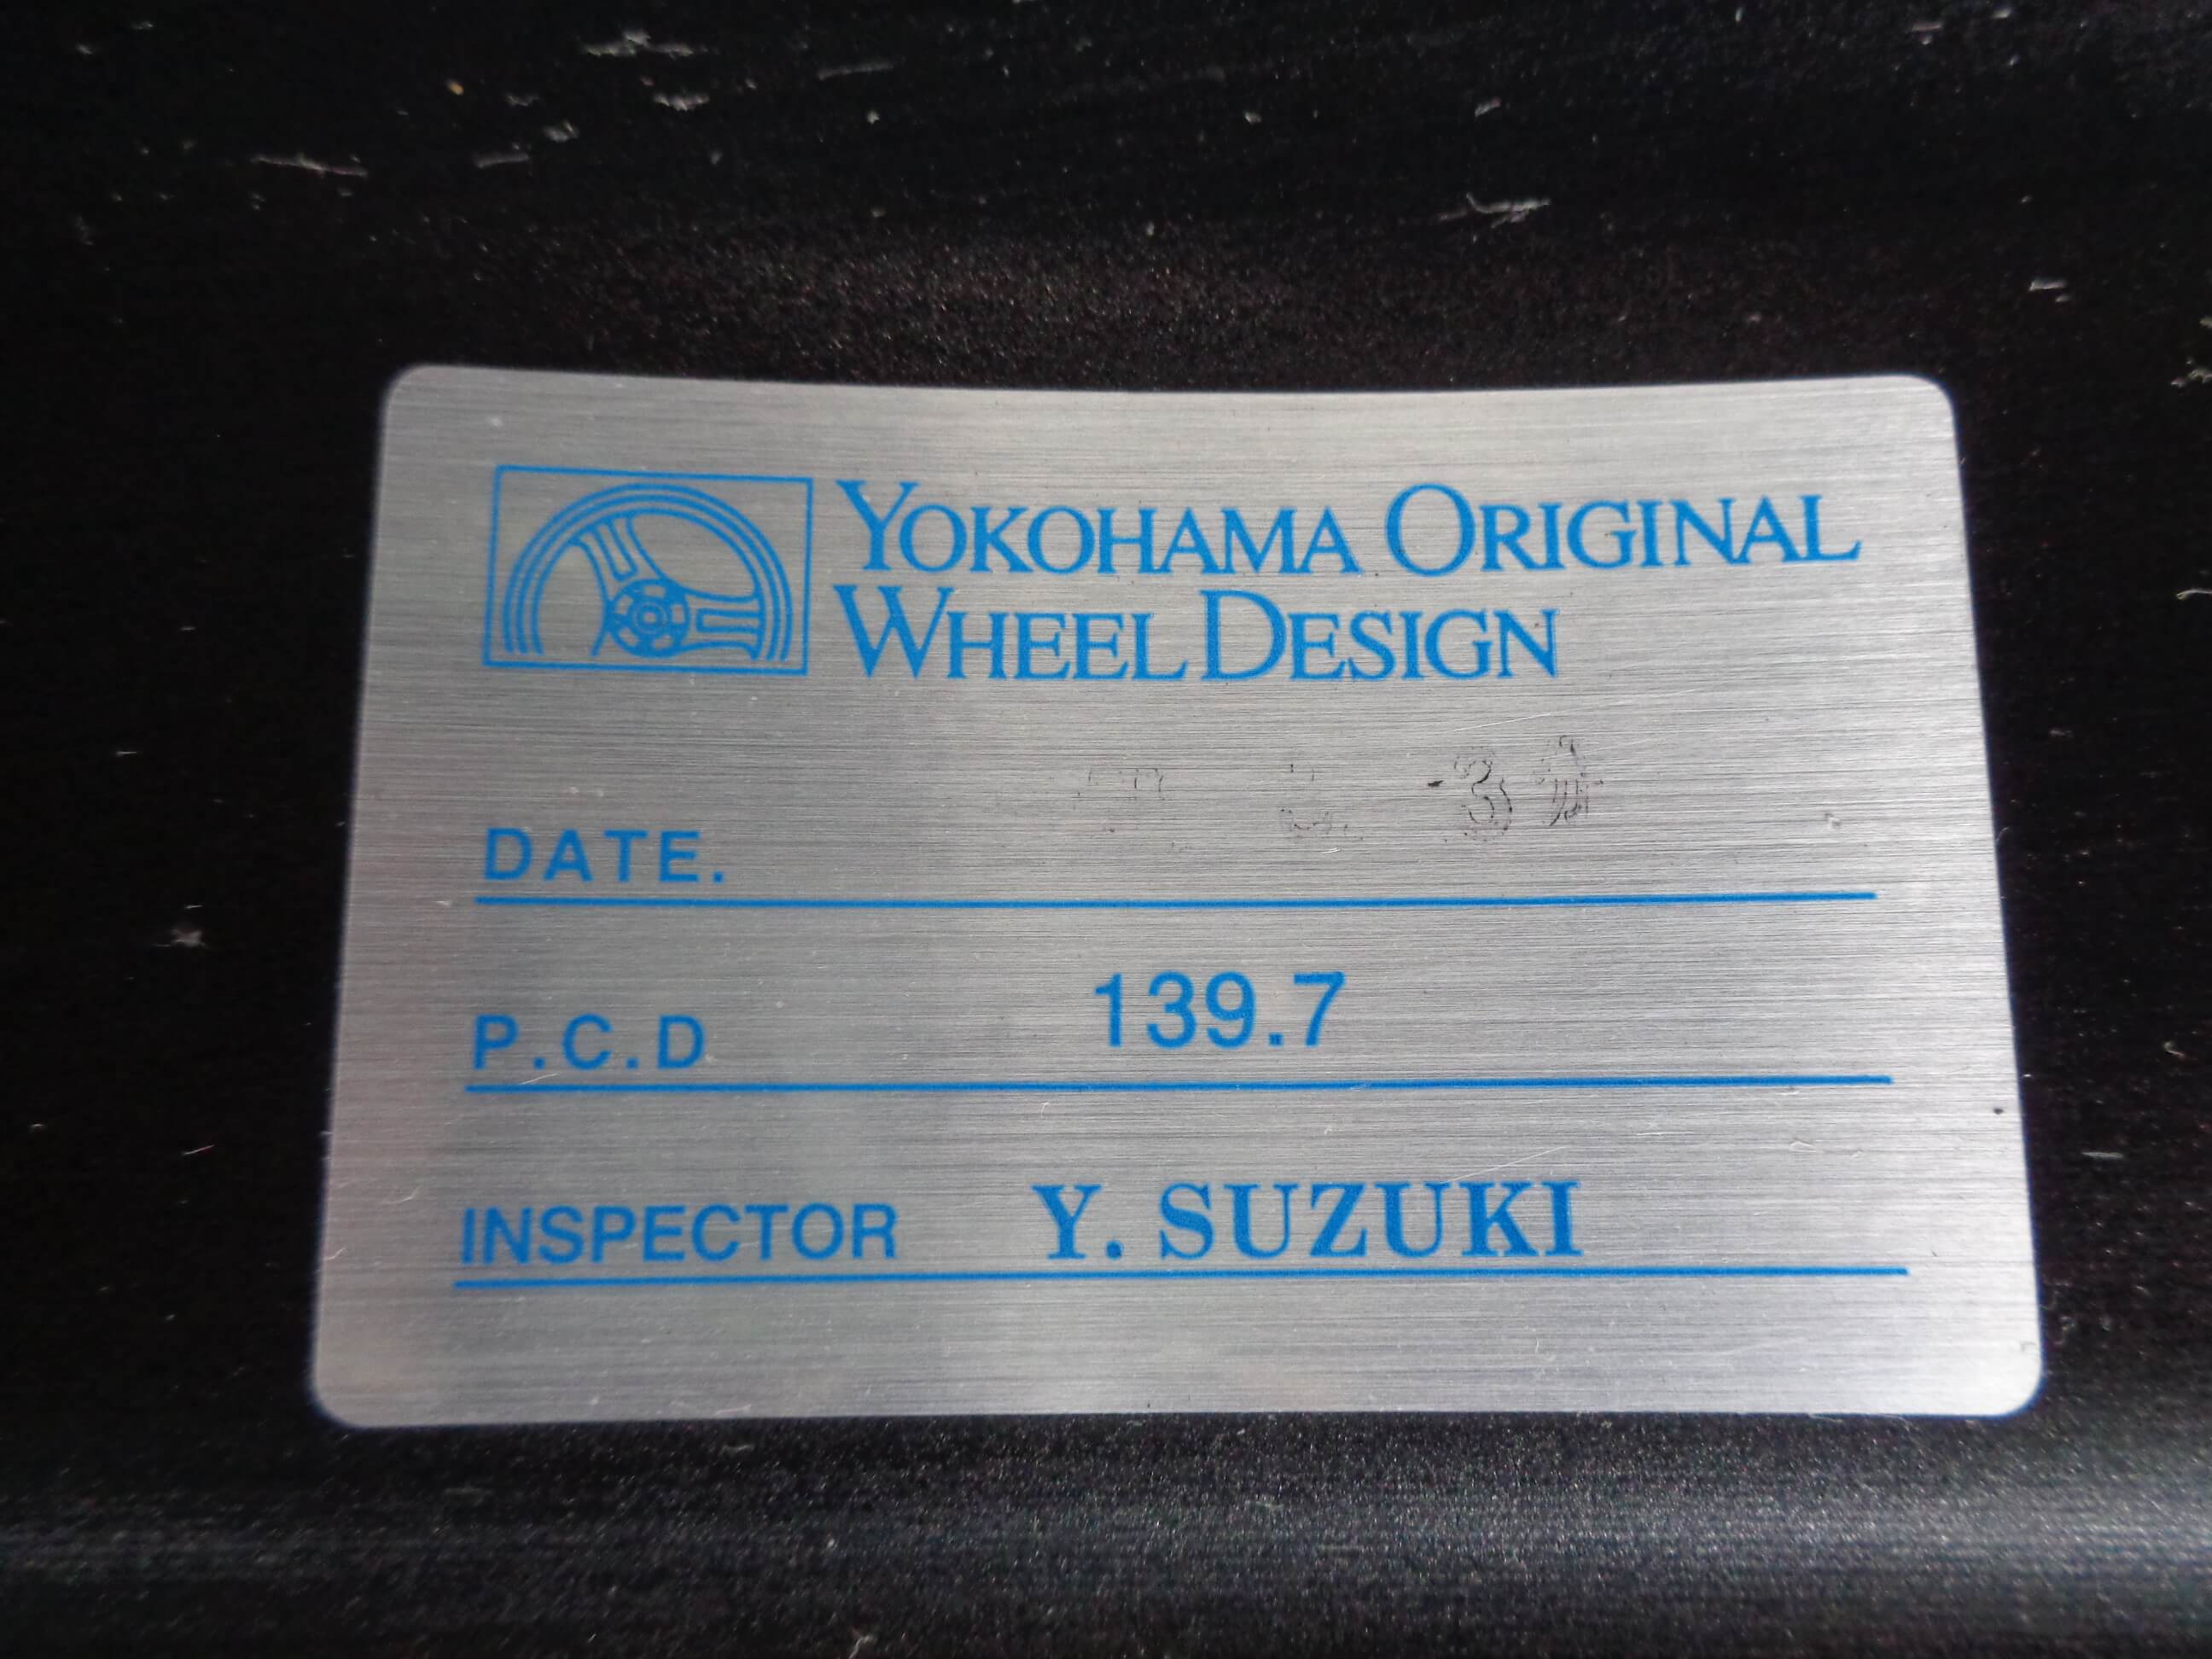 YOKOHAMA ORIGINAL
WHEEL DESIGN
DATE.
P.C.D 139.7
INSPECTOR Y. SUZUKI